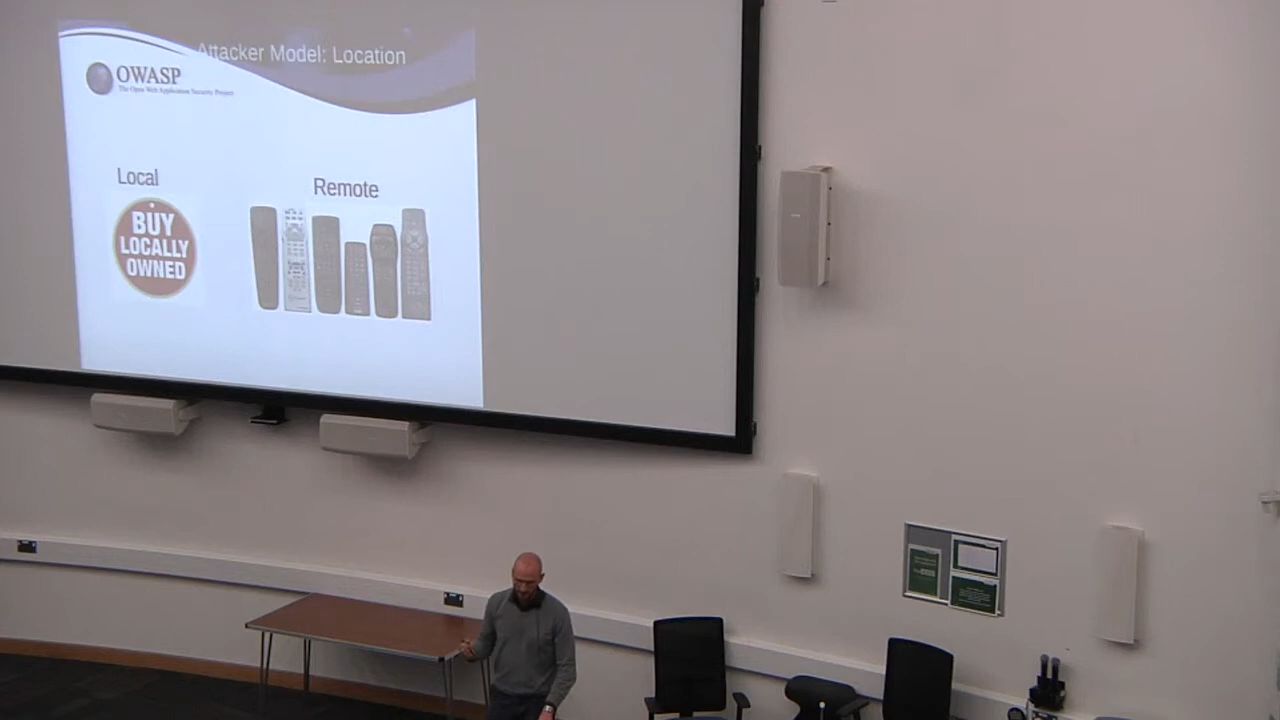 Attacker Model: Location
OWASP
The Open Web Application Security Project
Local
Remote
BUY
LOCALLY
OWNED